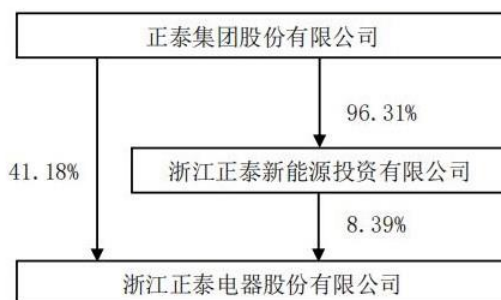 正泰集团股份有限公司
96.31%
41.18%
浙江正泰新能源投资有限公司
8.39%
浙江正泰电器股份有限公司